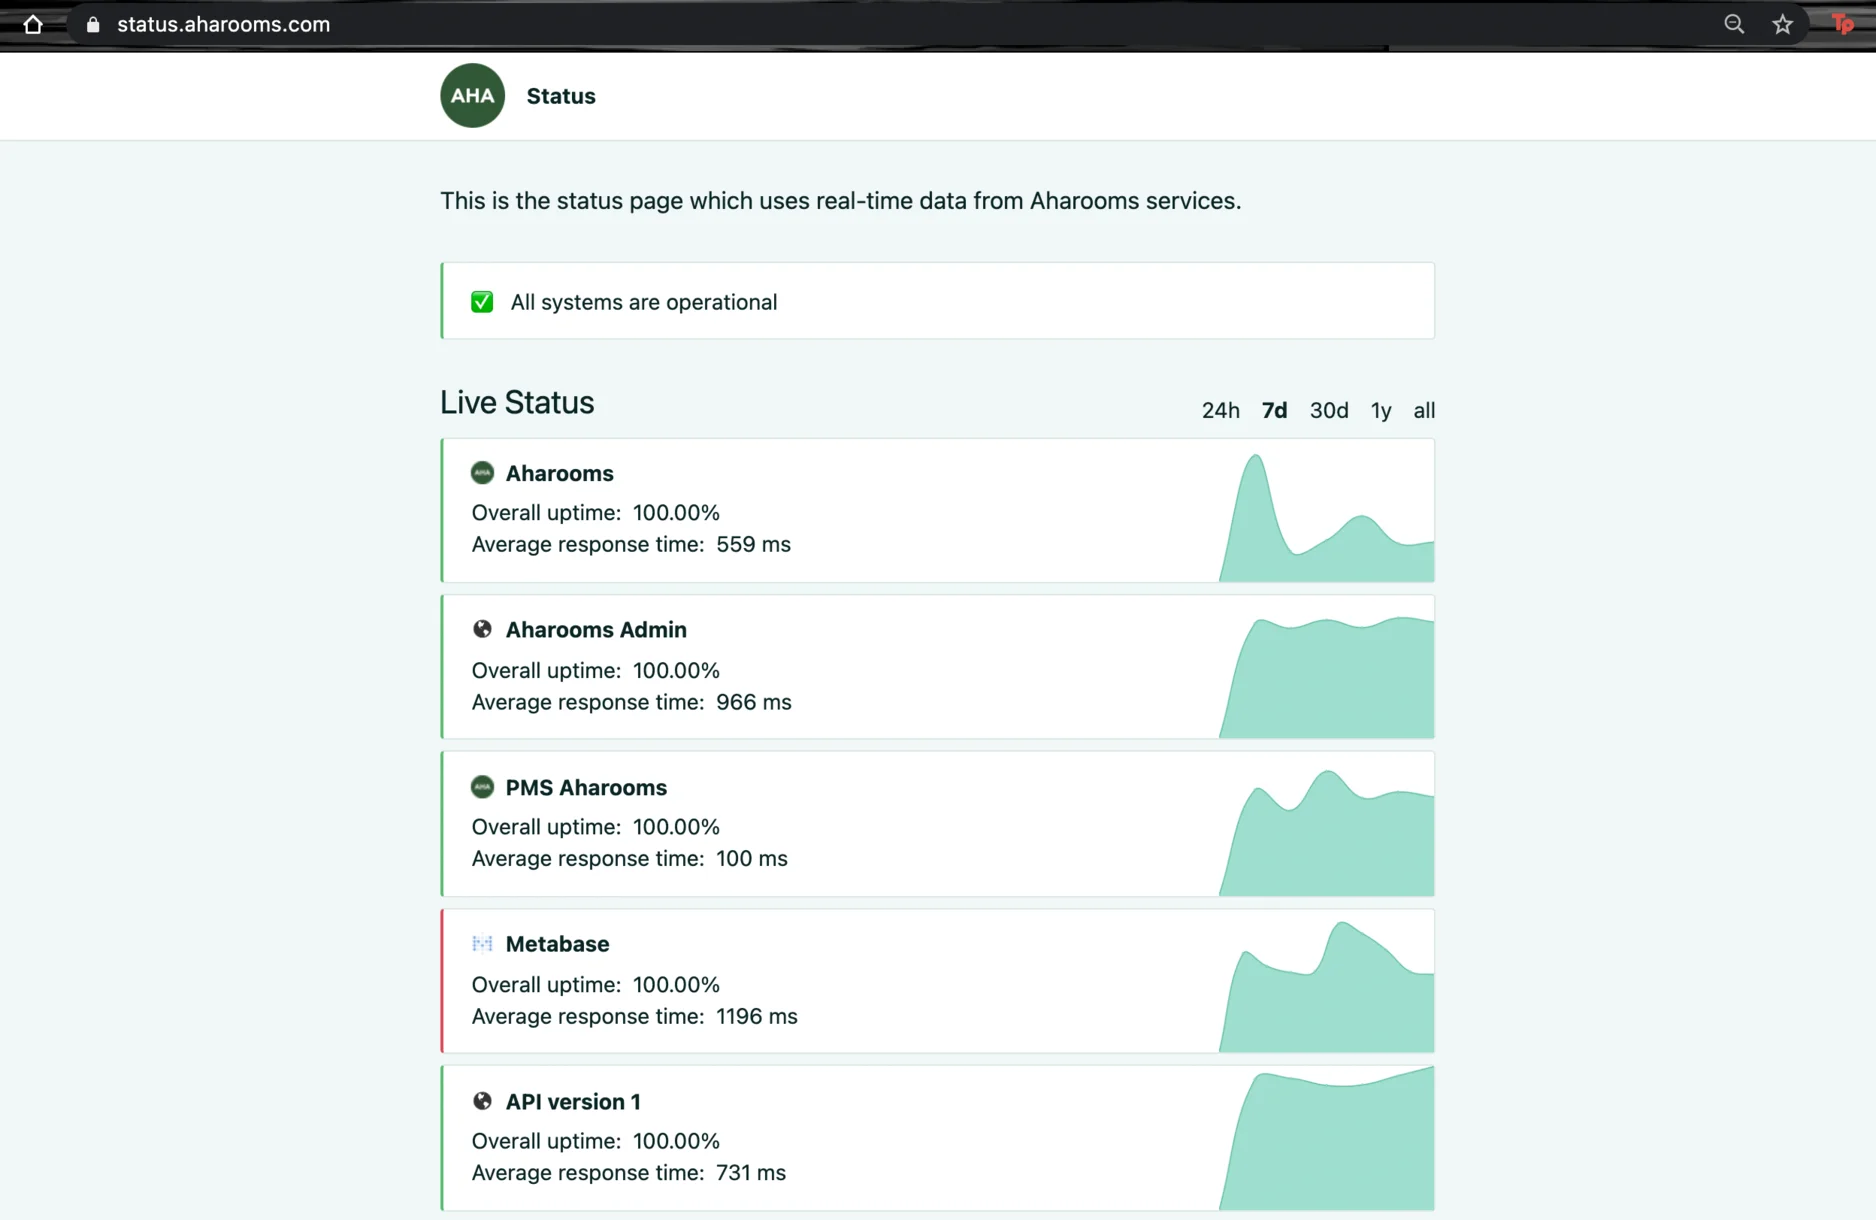 status.aharooms.com
Tp
AHA
Status
This is the status page which uses real-time data from Aharooms services.
All systems are operational
Live Status
24h 7d 30d 1y all
AHA Aharooms
Overall uptime: 100.00%
Average response time: 559 ms
Aharooms Admin
Overall uptime: 100.00%
Average response time: 966 ms
AHA PMS Aharooms
Overall uptime: 100.00%
Average response time: 100 ms
Metabase
Overall uptime: 100.00%
Average response time: 1196 ms
API version 1
Overall uptime: 100.00%
Average response time: 731 ms